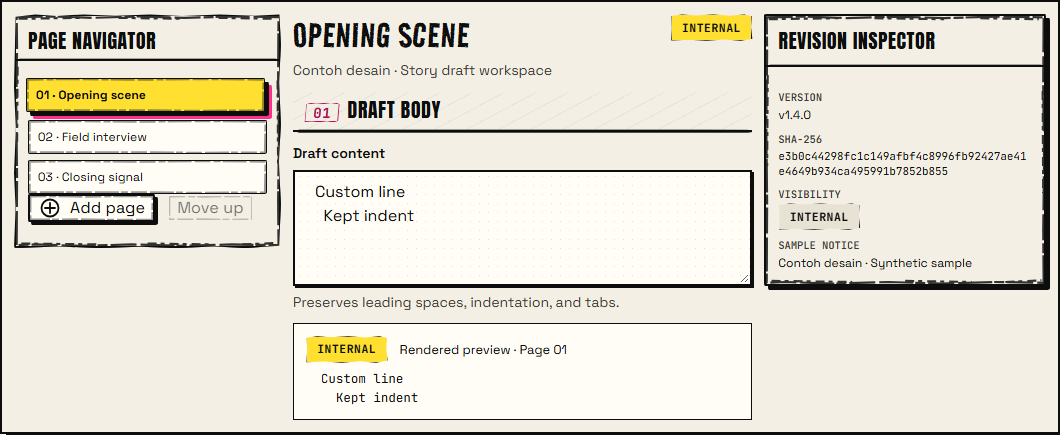 PAGE NAVIGATOR
01 · Opening scene
02 · Field interview
03 · Closing signal
Add page
Move up
OPENING SCENE
INTERNAL
Contoh desain · Story draft workspace
01 DRAFT BODY
Draft content
Custom line
Kept indent
Preserves leading spaces, indentation, and tabs.
INTERNAL Rendered preview · Page 01
Custom line
Kept indent
REVISION INSPECTOR
VERSION
v1.4.0
SHA-256
e3b0c44298fc1c149afbf4c8996fb92427ae41
e4649b934ca495991b7852b855
VISIBILITY
INTERNAL
SAMPLE NOTICE
Contoh desain · Synthetic sample